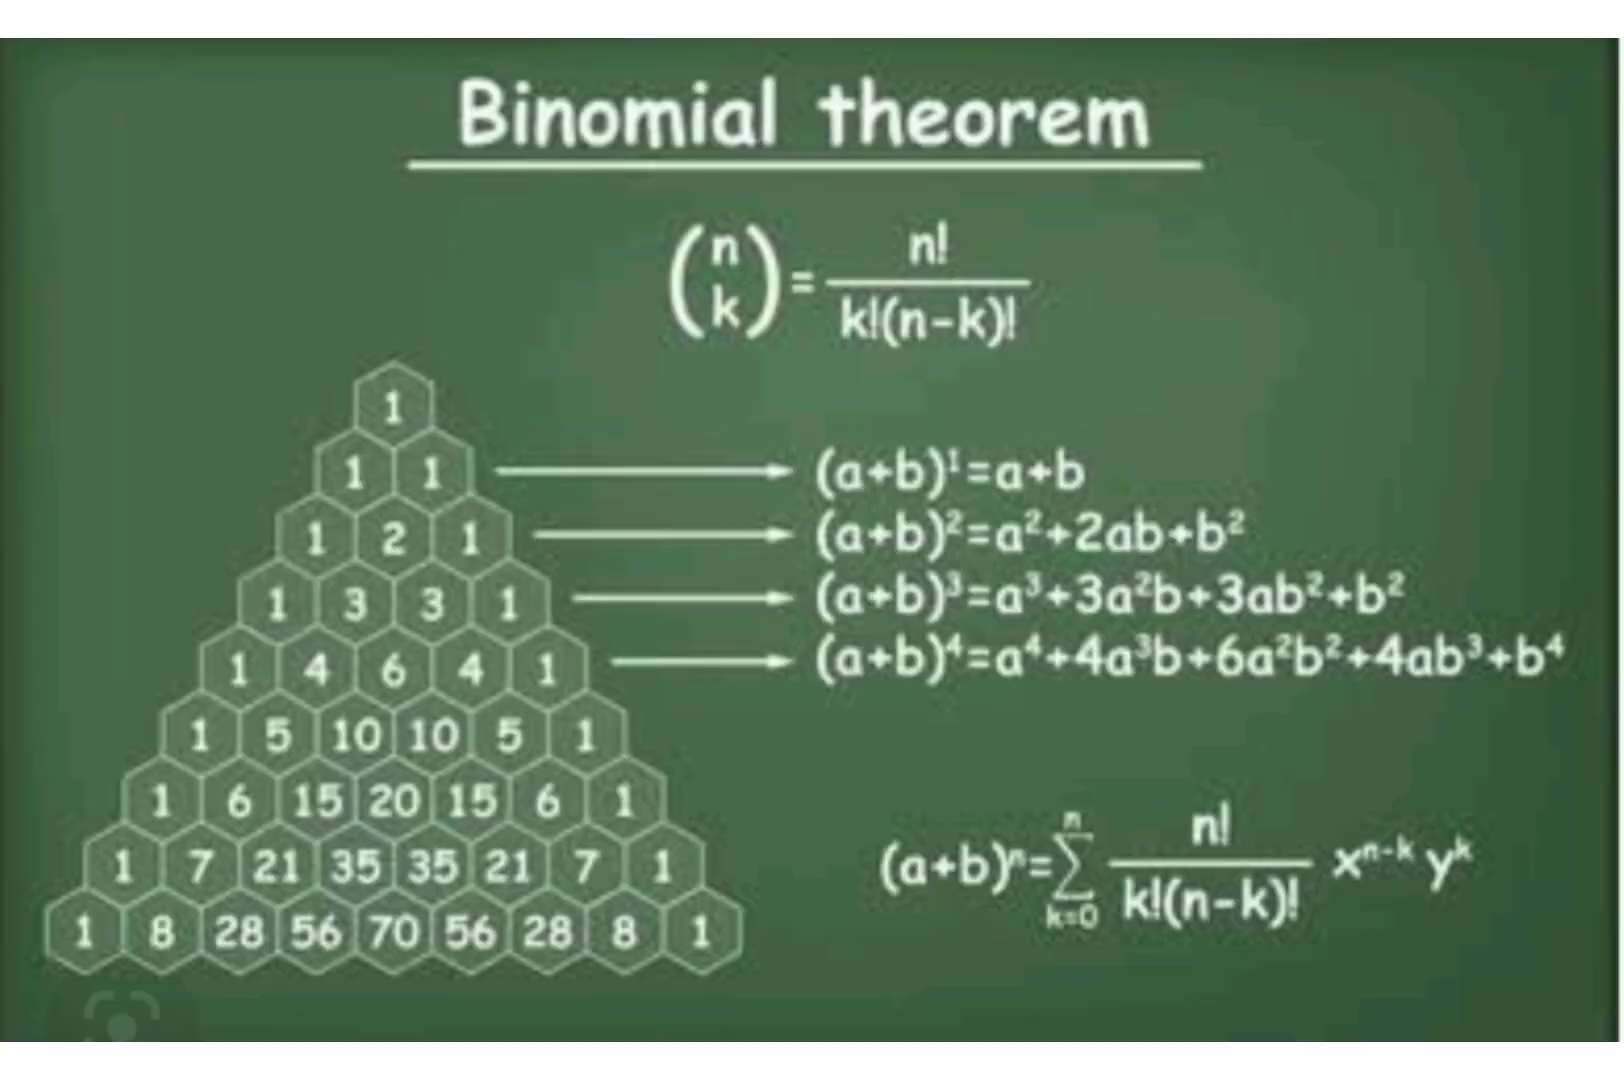 Binomial theorem
(n k) = n! / k!(n-k)!
1
1 1
(a+b)¹=a+b
1 2 1
(a+b)²=a²+2ab+b²
1 3 3 1
(a+b)³=a³+3a²b+3ab²+b²
1 4 6 4 1
(a+b)⁴=a⁴+4a³b+6a²b²+4ab³+b⁴
1 5 10 10 5 1
1 6 15 20 15 6 1
1 7 21 35 35 21 7 1
1 8 28 56 70 56 28 8 1
(a+b)ⁿ= n Σ k=0 n! / k!(n-k)! xⁿ⁻ᵏ yᵏ